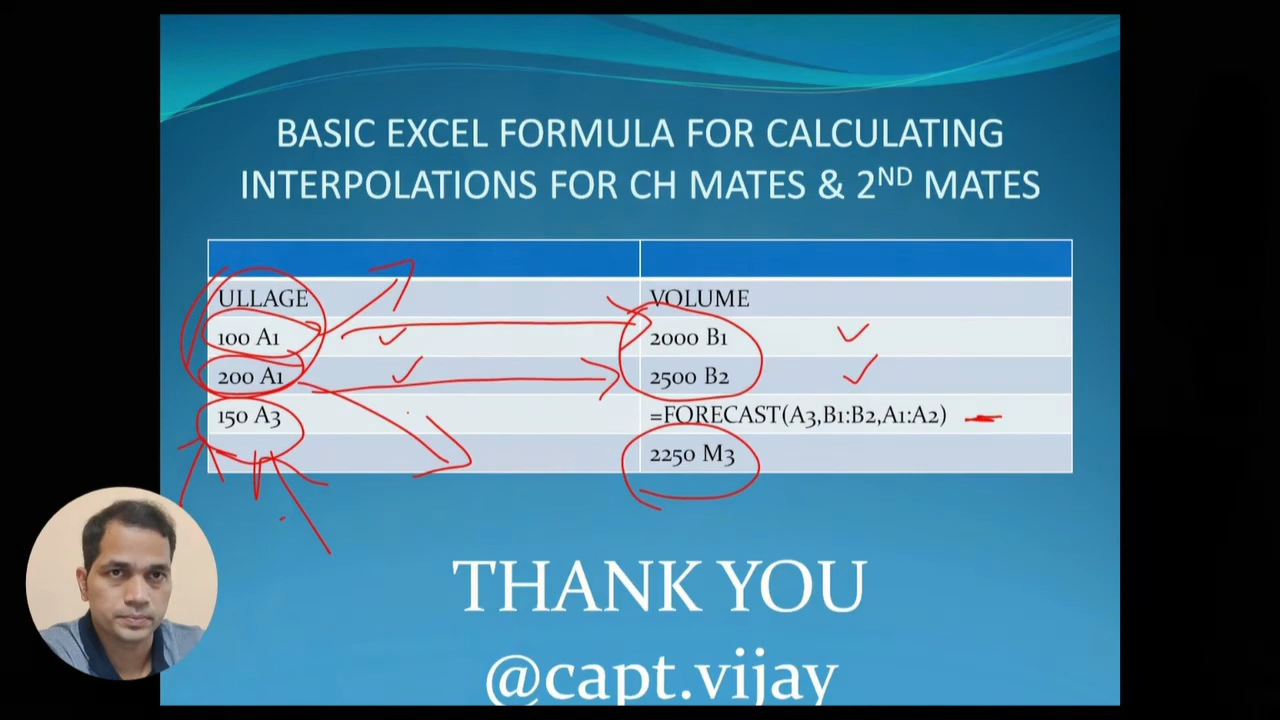 BASIC EXCEL FORMULA FOR CALCULATING
INTERPOLATIONS FOR CH MATES & 2ND MATES
ULLAGE VOLUME
100 A1 2000 B1
200 A1 2500 B2
150 A3 =FORECAST(A3,B1:B2,A1:A2)
2250 M3
THANK YOU
@capt.vijay